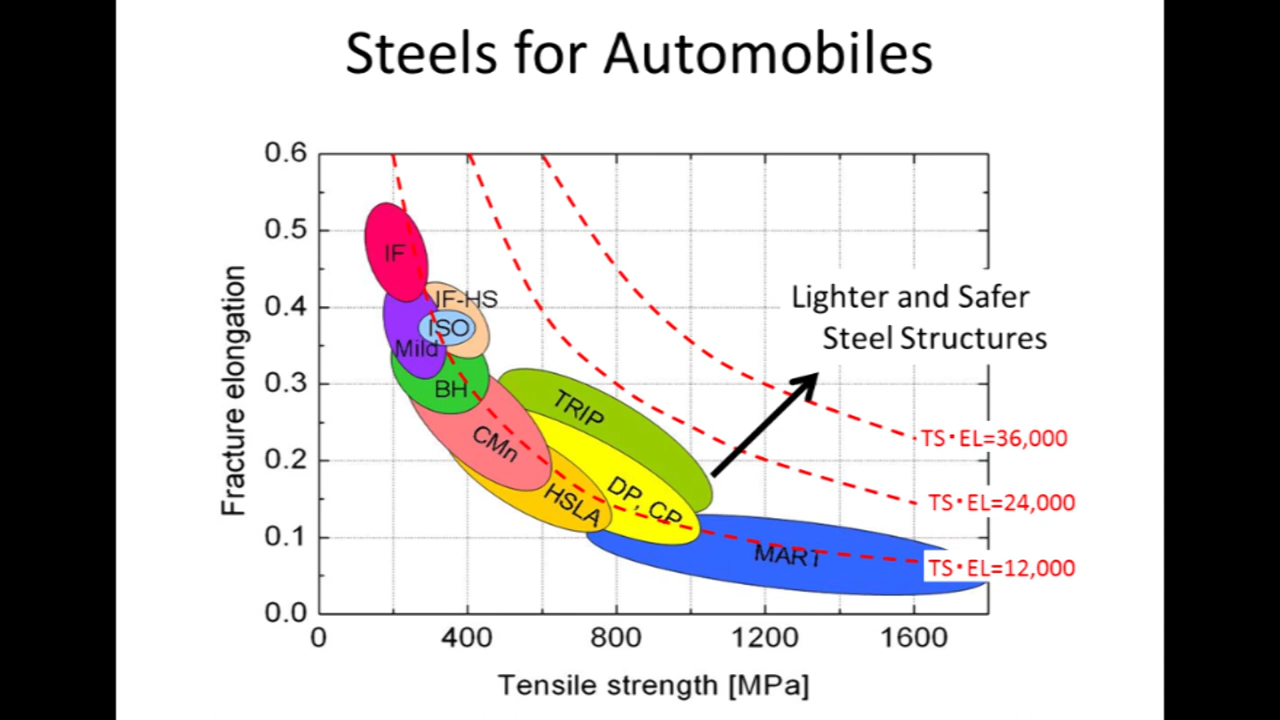 Steels for Automobiles
0.6
0.5
0.4
0.3
0.2
0.1
0.0
Fracture elongation
IF
IF-HS
ISO
Mild
BH
CMn
TRIP
HSLA
DP, CP
MART
Lighter and Safer
Steel Structures
TS・EL=36,000
TS・EL=24,000
TS・EL=12,000
0 400 800 1200 1600
Tensile strength [MPa]